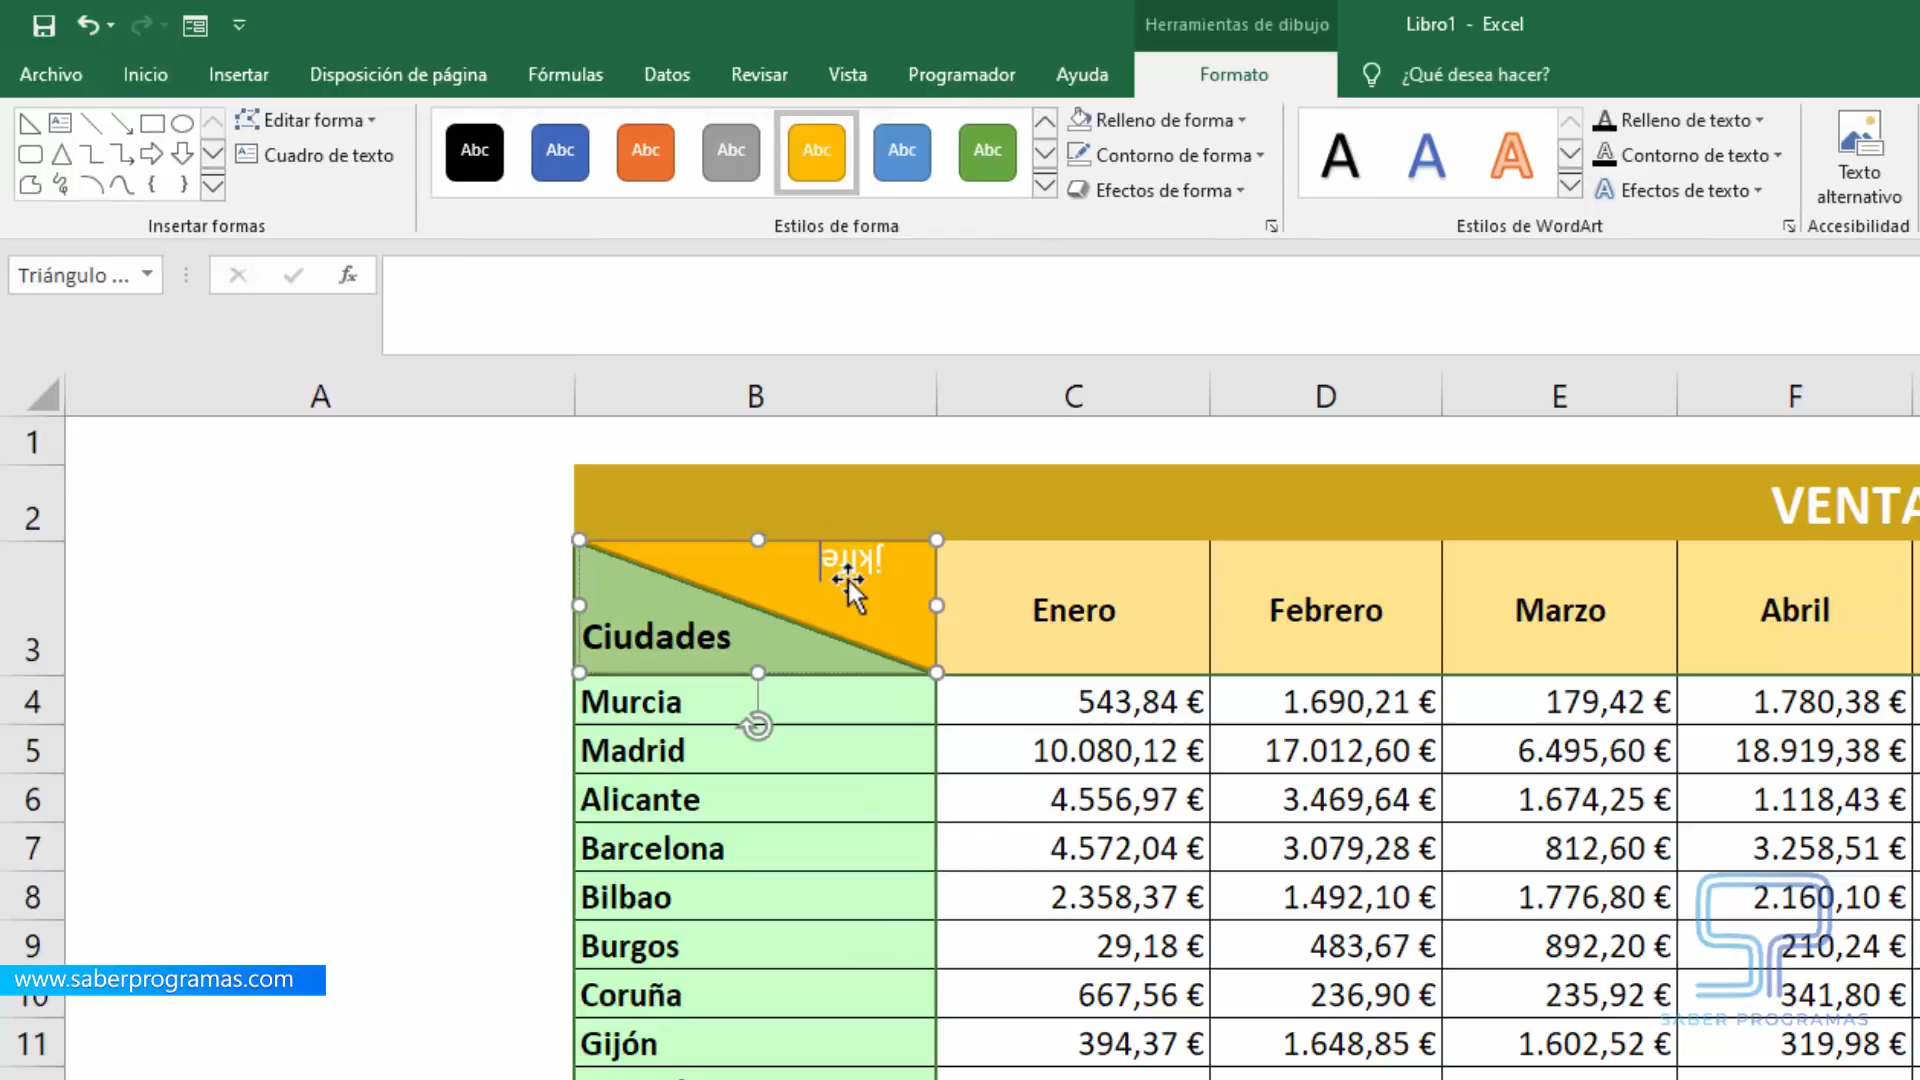 Herramientas de dibujo
Libro1 - Excel
Archivo Inicio Insertar Disposición de página Fórmulas Datos Revisar Vista Programador Ayuda Formato ¿Qué desea hacer?
Editar forma
Cuadro de texto
Insertar formas
Abc Abc Abc Abc Abc Abc Abc
Estilos de forma
Relleno de forma
Contorno de forma
Efectos de forma
A A A
Estilos de WordArt
Relleno de texto
Contorno de texto
Efectos de texto
Texto
alternativo
Accesibilidad
Triángulo ...
fx
A B C D E F
1
2 VENTA
3 Ciudades Enero Febrero Marzo Abril
4 Murcia 543,84 € 1.690,21 € 179,42 € 1.780,38 €
5 Madrid 10.080,12 € 17.012,60 € 6.495,60 € 18.919,38 €
6 Alicante 4.556,97 € 3.469,64 € 1.674,25 € 1.118,43 €
7 Barcelona 4.572,04 € 3.079,28 € 812,60 € 3.258,51 €
8 Bilbao 2.358,37 € 1.492,10 € 1.776,80 € 2.160,10 €
9 Burgos 29,18 € 483,67 € 892,20 € 210,24 €
www.saberprogramas.com
10 Coruña 667,56 € 236,90 € 235,92 € 341,80 €
SABER PROGRAMAS
11 Gijón 394,37 € 1.648,85 € 1.602,52 € 319,98 €